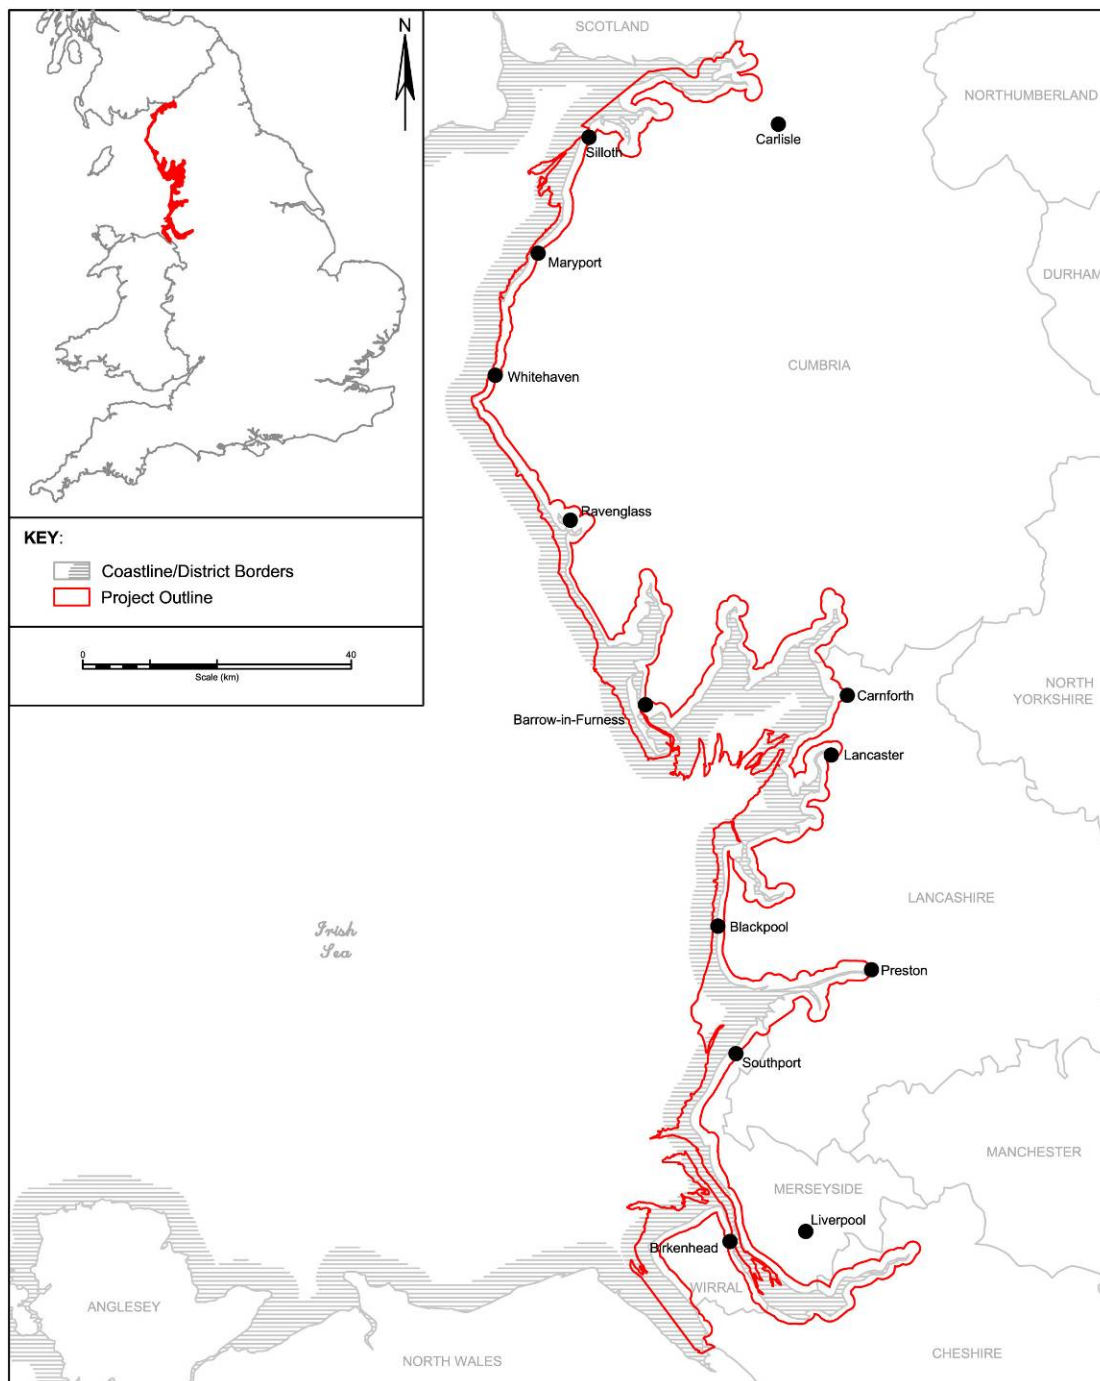 N
KEY:
Coastline/District Borders
Project Outline
0
40
Scale (km)
SCOTLAND
NORTHUMBERLAND
Carlisle
Silloth
Maryport
DURHAM
CUMBRIA
Whitehaven
Ravenglass
NORTH
YORKSHIRE
Carnforth
Barrow-in-Furness
Lancaster
LANCASHIRE
Blackpool
Irish
Sea
Preston
Southport
MANCHESTER
MERSEYSIDE
Liverpool
Birkenhead
WIRRAL
ANGLESEY
NORTH WALES
CHESHIRE